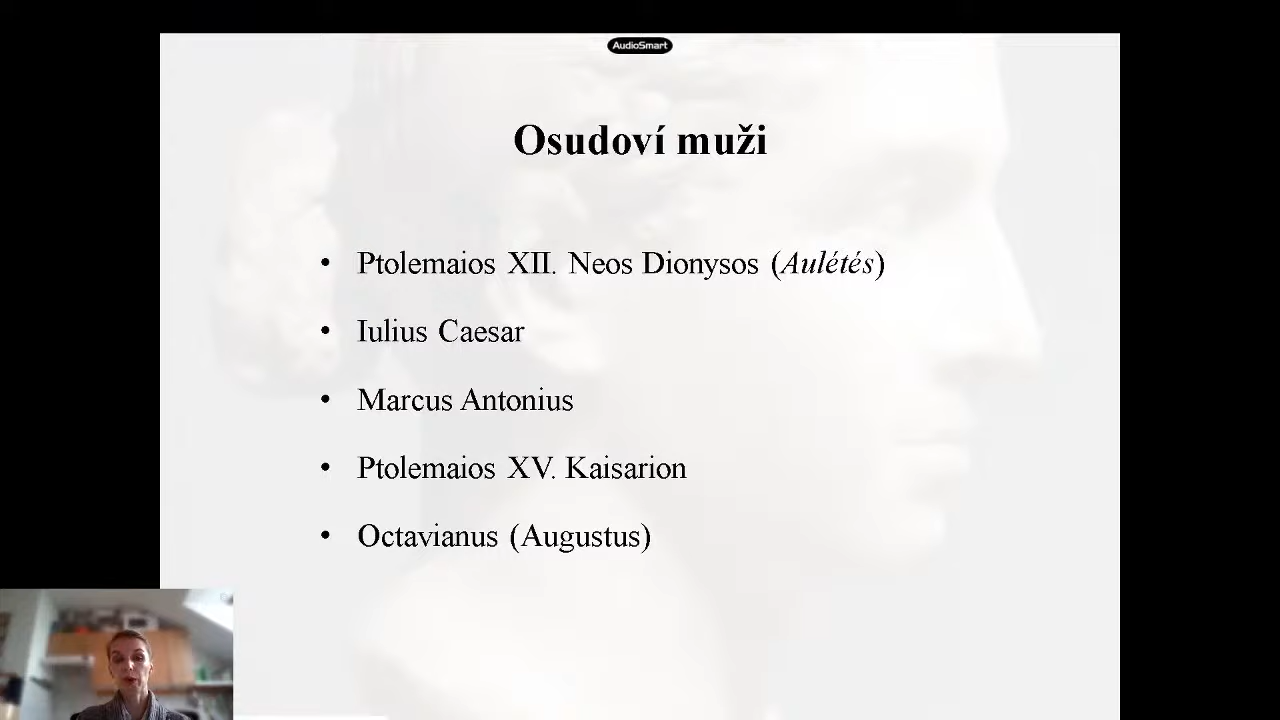 AudioSmart
Osudoví muži
• Ptolemaios XII. Neos Dionysos (Aulétés)
• Iulius Caesar
• Marcus Antonius
• Ptolemaios XV. Kaisarion
• Octavianus (Augustus)